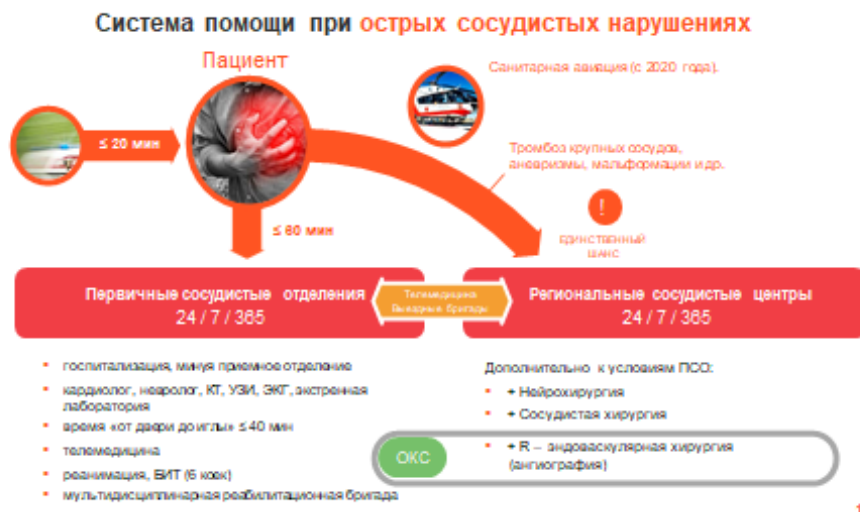 Система помощи при острых сосудистых нарушениях
Пациент
Санитарная авиация (с 2020 года).
≤ 20 мин
Тромбоз крупных сосудов,
аневризмы, мальформации и др.
!
≤ 60 мин
ЕДИНСТВЕННЫЙ
ШАНС
Первичные сосудистые отделения
24 / 7 / 365
Телемедицина
Выездные бригады
Региональные сосудистые центры
24 / 7 / 365
▪ госпитализация, минуя приемное отделение
▪ кардиолог, невролог, КТ, УЗИ, ЭКГ, экстренная
лаборатория
▪ время «от двери до иглы» ≤ 40 мин
▪ телемедицина
▪ реанимация, БИТ (6 коек)
▪ мультидисциплинарная реабилитационная бригада
Дополнительно к условиям ПСО:
▪ + Нейрохирургия
▪ + Сосудистая хирургия
ОКС
▪ + R – эндоваскулярная хирургия
(ангиография)